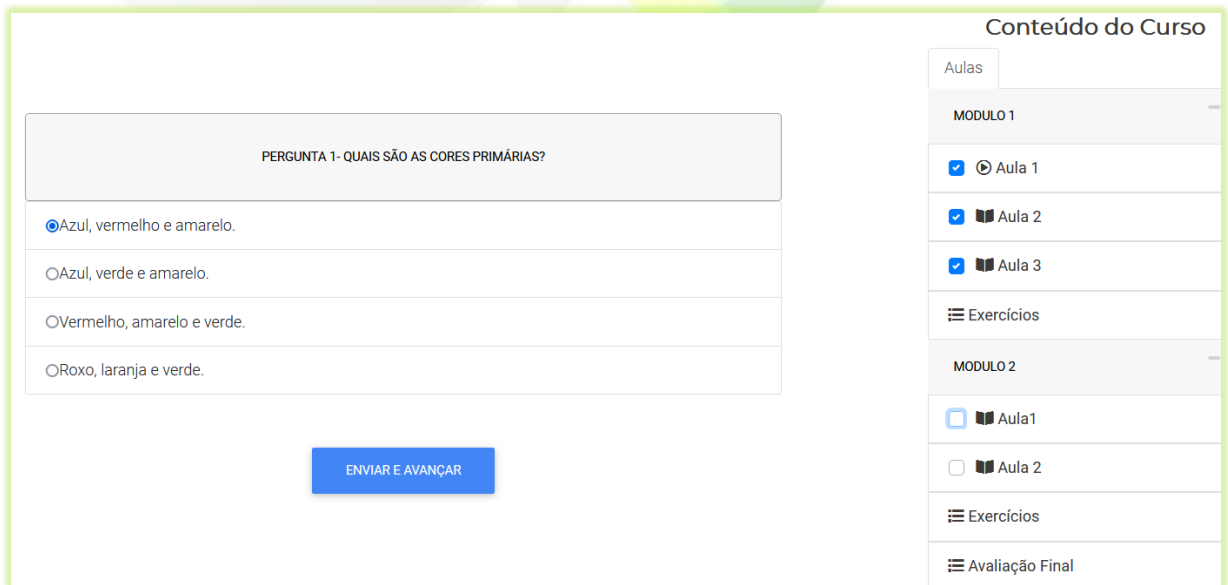 Conteúdo do Curso
Aulas
PERGUNTA 1- QUAIS SÃO AS CORES PRIMÁRIAS?
Azul, vermelho e amarelo.
Azul, verde e amarelo.
Vermelho, amarelo e verde.
Roxo, laranja e verde.
ENVIAR E AVANÇAR
MODULO 1
Aula 1
Aula 2
Aula 3
Exercícios
MODULO 2
Aula1
Aula 2
Exercícios
Avaliação Final